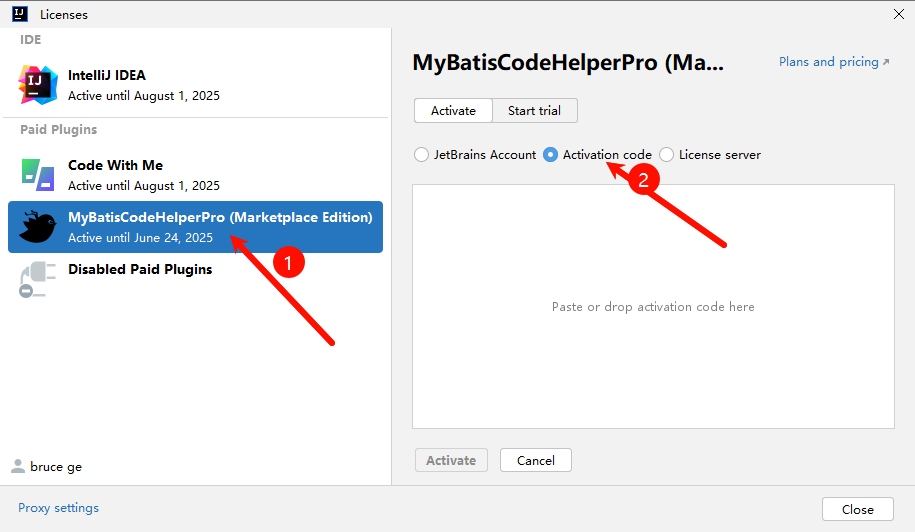 Licenses
IDE
IntelliJ IDEA
Active until August 1, 2025
Paid Plugins
Code With Me
Active until August 1, 2025
MyBatisCodeHelperPro (Marketplace Edition)
Active until June 24, 2025
1
Disabled Paid Plugins
bruce ge
MyBatisCodeHelperPro (Ma...
Plans and pricing
Activate
Start trial
JetBrains Account
Activation code
License server
2
Paste or drop activation code here
Activate
Cancel
Proxy settings
Close
IJ
IJ